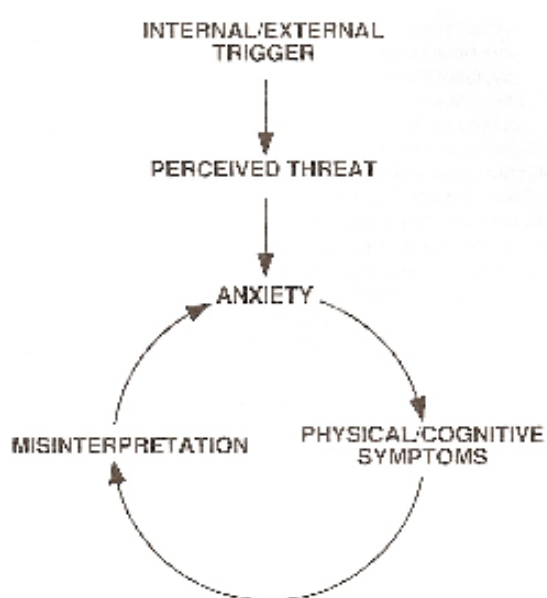 INTERNAL/EXTERNAL
TRIGGER
PERCEIVED THREAT
ANXIETY
MISINTERPRETATION
PHYSICAL/COGNITIVE
SYMPTOMS